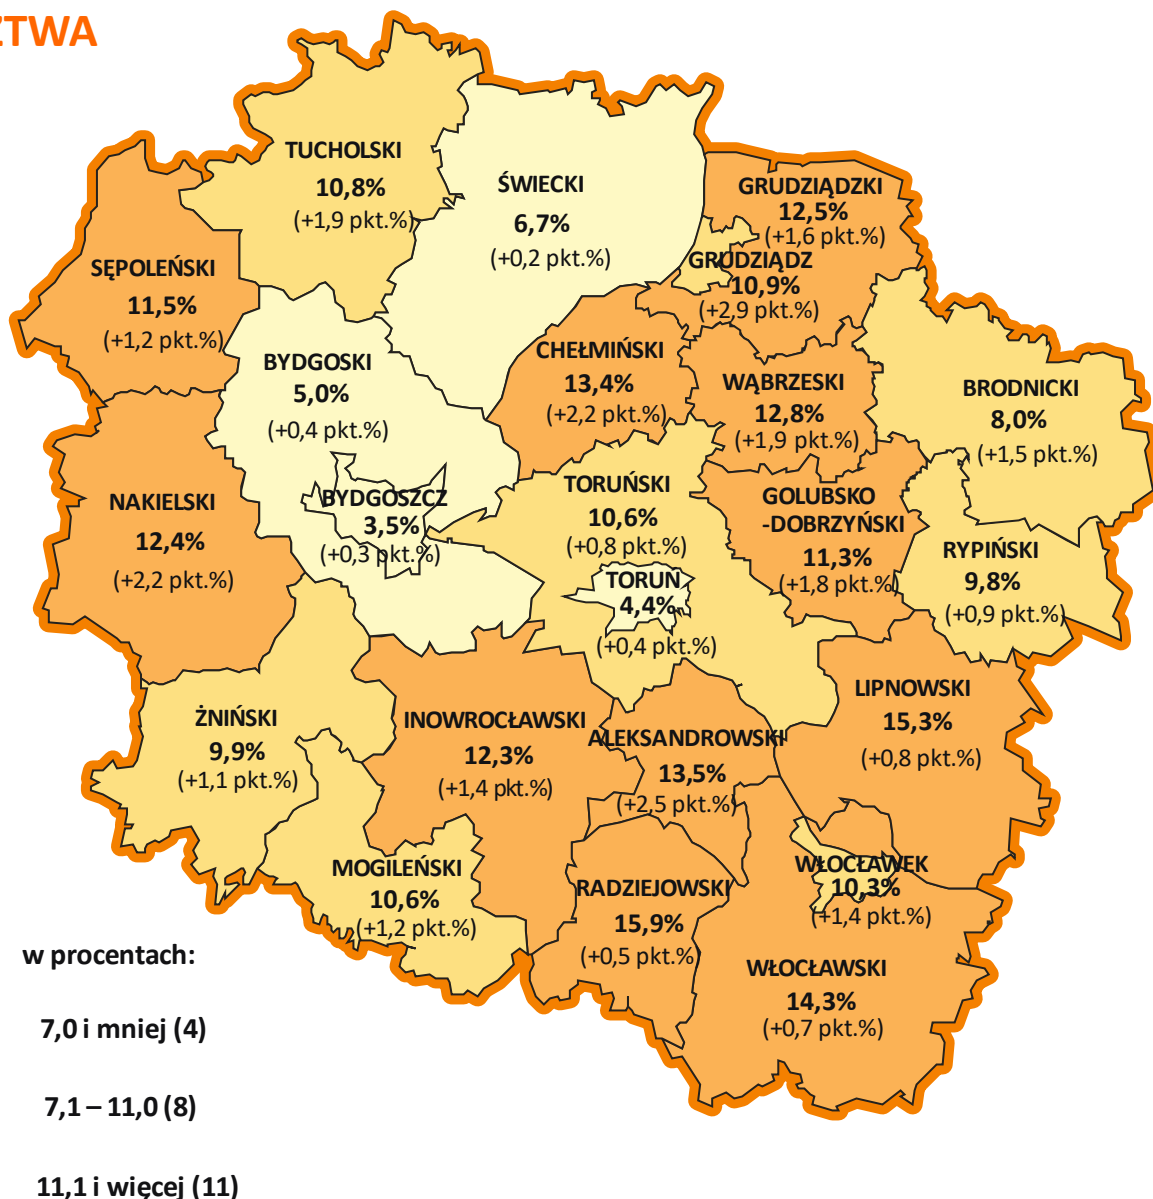 ZTWA
TUCHOLSKI
10,8%
(+1,9 pkt.%)
ŚWIECKI
6,7%
(+0,2 pkt.%)
GRUDZIĄDZKI
12,5%
(+1,6 pkt.%)
GRUDZIĄDZ
10,9%
(+2,9 pkt.%)
SĘPOLEŃSKI
11,5%
(+1,2 pkt.%)
BYDGOSKI
5,0%
(+0,4 pkt.%)
CHEŁMIŃSKI
13,4%
(+2,2 pkt.%)
WĄBRZESKI
12,8%
(+1,9 pkt.%)
BRODNICKI
8,0%
(+1,5 pkt.%)
NAKIELSKI
12,4%
(+2,2 pkt.%)
BYDGOSZCZ
3,5%
(+0,3 pkt.%)
TORUŃSKI
10,6%
(+0,8 pkt.%)
GOLUBSKO
-DOBRZYŃSKI
11,3%
(+1,8 pkt.%)
RYPIŃSKI
9,8%
(+0,9 pkt.%)
TORUŃ
4,4%
(+0,4 pkt.%)
ŻNIŃSKI
9,9%
(+1,1 pkt.%)
INOWROCŁAWSKI
12,3%
(+1,4 pkt.%)
ALEKSANDROWSKI
13,5%
(+2,5 pkt.%)
LIPNOWSKI
15,3%
(+0,8 pkt.%)
MOGILEŃSKI
10,6%
(+1,2 pkt.%)
RADZIEJOWSKI
15,9%
(+0,5 pkt.%)
WŁOCŁAWEK
10,3%
(+1,4 pkt.%)
WŁOCŁAWSKI
14,3%
(+0,7 pkt.%)
w procentach:
7,0 i mniej (4)
7,1 – 11,0 (8)
11,1 i więcej (11)